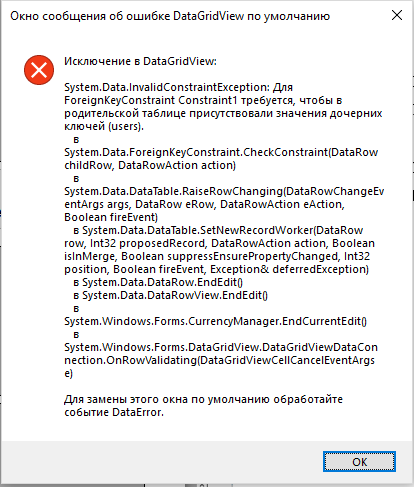 Окно сообщения об ошибке DataGridView по умолчанию
Исключение в DataGridView:
System.Data.InvalidConstraintException: Для
ForeignKeyConstraint Constraint1 требуется, чтобы в
родительской таблице присутствовали значения дочерних
ключей (users).
в
System.Data.ForeignKeyConstraint.CheckConstraint(DataRow
childRow, DataRowAction action)
в
System.Data.DataTable.RaiseRowChanging(DataRowChangeEv
entArgs args, DataRow eRow, DataRowAction eAction,
Boolean fireEvent)
в System.Data.DataTable.SetNewRecordWorker(DataRow
row, Int32 proposedRecord, DataRowAction action, Boolean
isInMerge, Boolean suppressEnsurePropertyChanged, Int32
position, Boolean fireEvent, Exception& deferredException)
в System.Data.DataRow.EndEdit()
в System.Data.DataRowView.EndEdit()
в
System.Windows.Forms.CurrencyManager.EndCurrentEdit()
в
System.Windows.Forms.DataGridView.DataGridViewDataCon
nection.OnRowValidating(DataGridViewCellCancelEventArgs
e)
Для замены этого окна по умолчанию обработайте
событие DataError.
OK